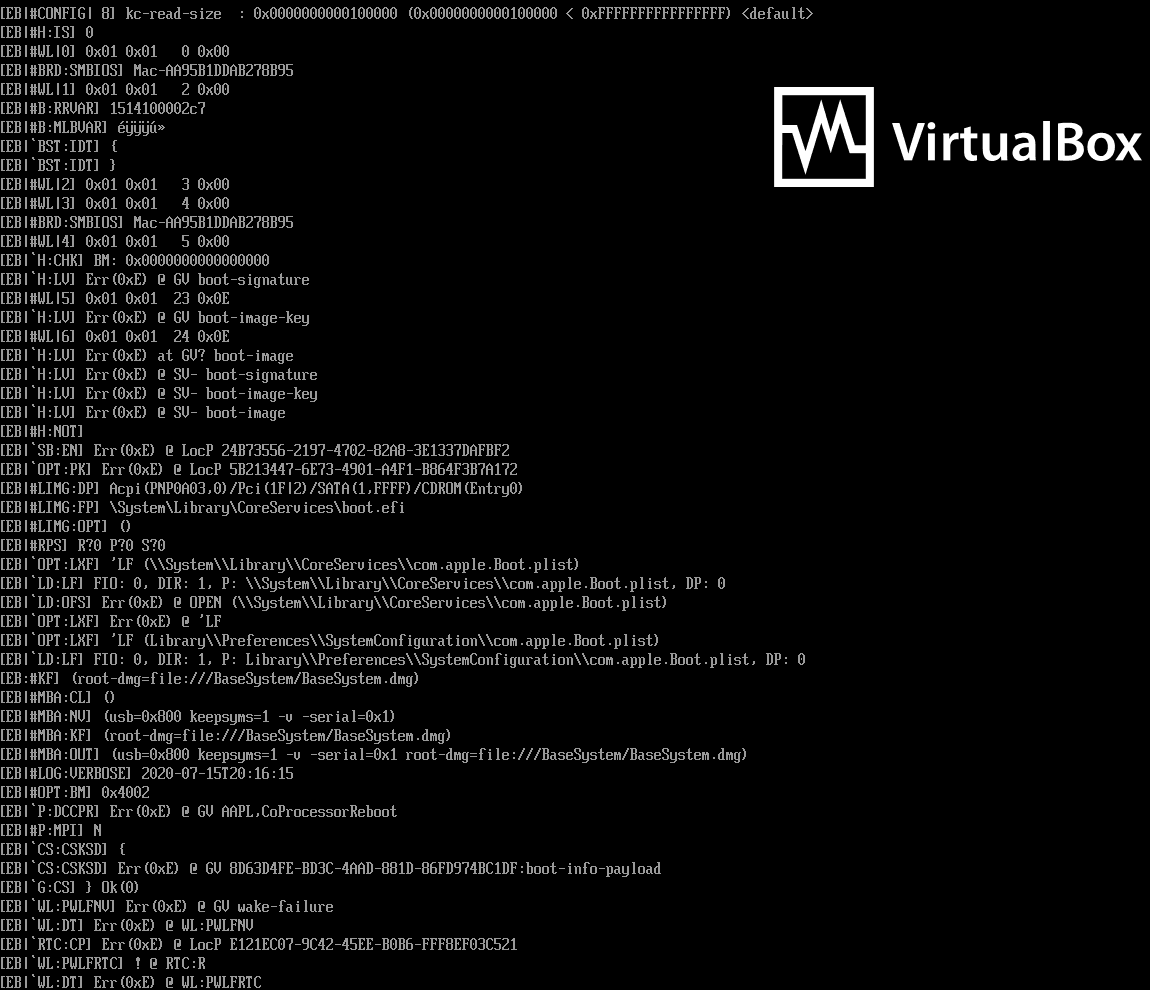 [EB|#CONFIG| 8] kc-read-size  : 0x0000000000100000 (0x0000000000100000 < 0xFFFFFFFFFFFFFFFF) <default>
[EB|#H:IS] 0
[EB|#WL|0] 0x01 0x01   0 0x00
[EB|#BRD:SMBIOS] Mac-AA95B1DDAB278B95
[EB|#WL|1] 0x01 0x01   2 0x00
[EB|#B:RRVAR] 1514100002c7
[EB|#B:MLBVAR] éÿÿÿú»
[EB|`BST:IDT] {
[EB|`BST:IDT] }
[EB|#WL|2] 0x01 0x01   3 0x00
[EB|#WL|3] 0x01 0x01   4 0x00
[EB|#BRD:SMBIOS] Mac-AA95B1DDAB278B95
[EB|#WL|4] 0x01 0x01   5 0x00
[EB|`H:CHK] BM: 0x0000000000000000
[EB|`H:LV] Err(0xE) @ GV boot-signature
[EB|#WL|5] 0x01 0x01  23 0x0E
[EB|`H:LV] Err(0xE) @ GV boot-image-key
[EB|#WL|6] 0x01 0x01  24 0x0E
[EB|`H:LV] Err(0xE) at GV? boot-image
[EB|`H:LV] Err(0xE) @ SV- boot-signature
[EB|`H:LV] Err(0xE) @ SV- boot-image-key
[EB|`H:LV] Err(0xE) @ SV- boot-image
[EB|#H:NOT]
[EB|`SB:EN] Err(0xE) @ LocP 24B73556-2197-4702-82A8-3E1337DAFBF2
[EB|`OPT:PK] Err(0xE) @ LocP 5B213447-6E73-4901-A4F1-B864F3B7A172
[EB|#LIMG:DP] Acpi(PNP0A03,0)/Pci(1F|2)/SATA(1,FFFF)/CDROM(Entry0)
[EB|#LIMG:FP] \System\Library\CoreServices\boot.efi
[EB|#LIMG:OPT] ()
[EB|#RPS] R?0 P?0 S?0
[EB|`OPT:LXF] 'LF (\\System\\Library\\CoreServices\\com.apple.Boot.plist)
[EB|`LD:LF] FIO: 0, DIR: 1, P: \\System\\Library\\CoreServices\\com.apple.Boot.plist, DP: 0
[EB|`LD:OFS] Err(0xE) @ OPEN (\\System\\Library\\CoreServices\\com.apple.Boot.plist)
[EB|`OPT:LXF] Err(0xE) @ 'LF
[EB|`OPT:LXF] 'LF (Library\\Preferences\\SystemConfiguration\\com.apple.Boot.plist)
[EB|`LD:LF] FIO: 0, DIR: 1, P: Library\\Preferences\\SystemConfiguration\\com.apple.Boot.plist, DP: 0
[EB:#KF] (root-dmg=file:///BaseSystem/BaseSystem.dmg)
[EB|#MBA:CL] ()
[EB|#MBA:NV] (usb=0x800 keepsyms=1 -v -serial=0x1)
[EB|#MBA:KF] (root-dmg=file:///BaseSystem/BaseSystem.dmg)
[EB|#MBA:OUT] (usb=0x800 keepsyms=1 -v -serial=0x1 root-dmg=file:///BaseSystem/BaseSystem.dmg)
[EB|#LOG:VERBOSE] 2020-07-15T20:16:15
[EB|#OPT:BM] 0x4002
[EB|`P:DCCPR] Err(0xE) @ GV AAPL,CoProcessorReboot
[EB|#P:MPI] N
[EB|`CS:CSKSD] {
[EB|`CS:CSKSD] Err(0xE) @ GV 8D63D4FE-BD3C-4AAD-881D-86FD974BC1DF:boot-info-payload
[EB|`G:CS] } Ok(0)
[EB|`WL:PWLFNV] Err(0xE) @ GV wake-failure
[EB|`WL:DT] Err(0xE) @ WL:PWLFNV
[EB|`RTC:CP] Err(0xE) @ LocP E121EC07-9C42-45EE-B0B6-FFF8EF03C521
[EB|`WL:PWLFRTC] ! @ RTC:R
[EB|`WL:DT] Err(0xE) @ WL:PWLFRTC
VirtualBox